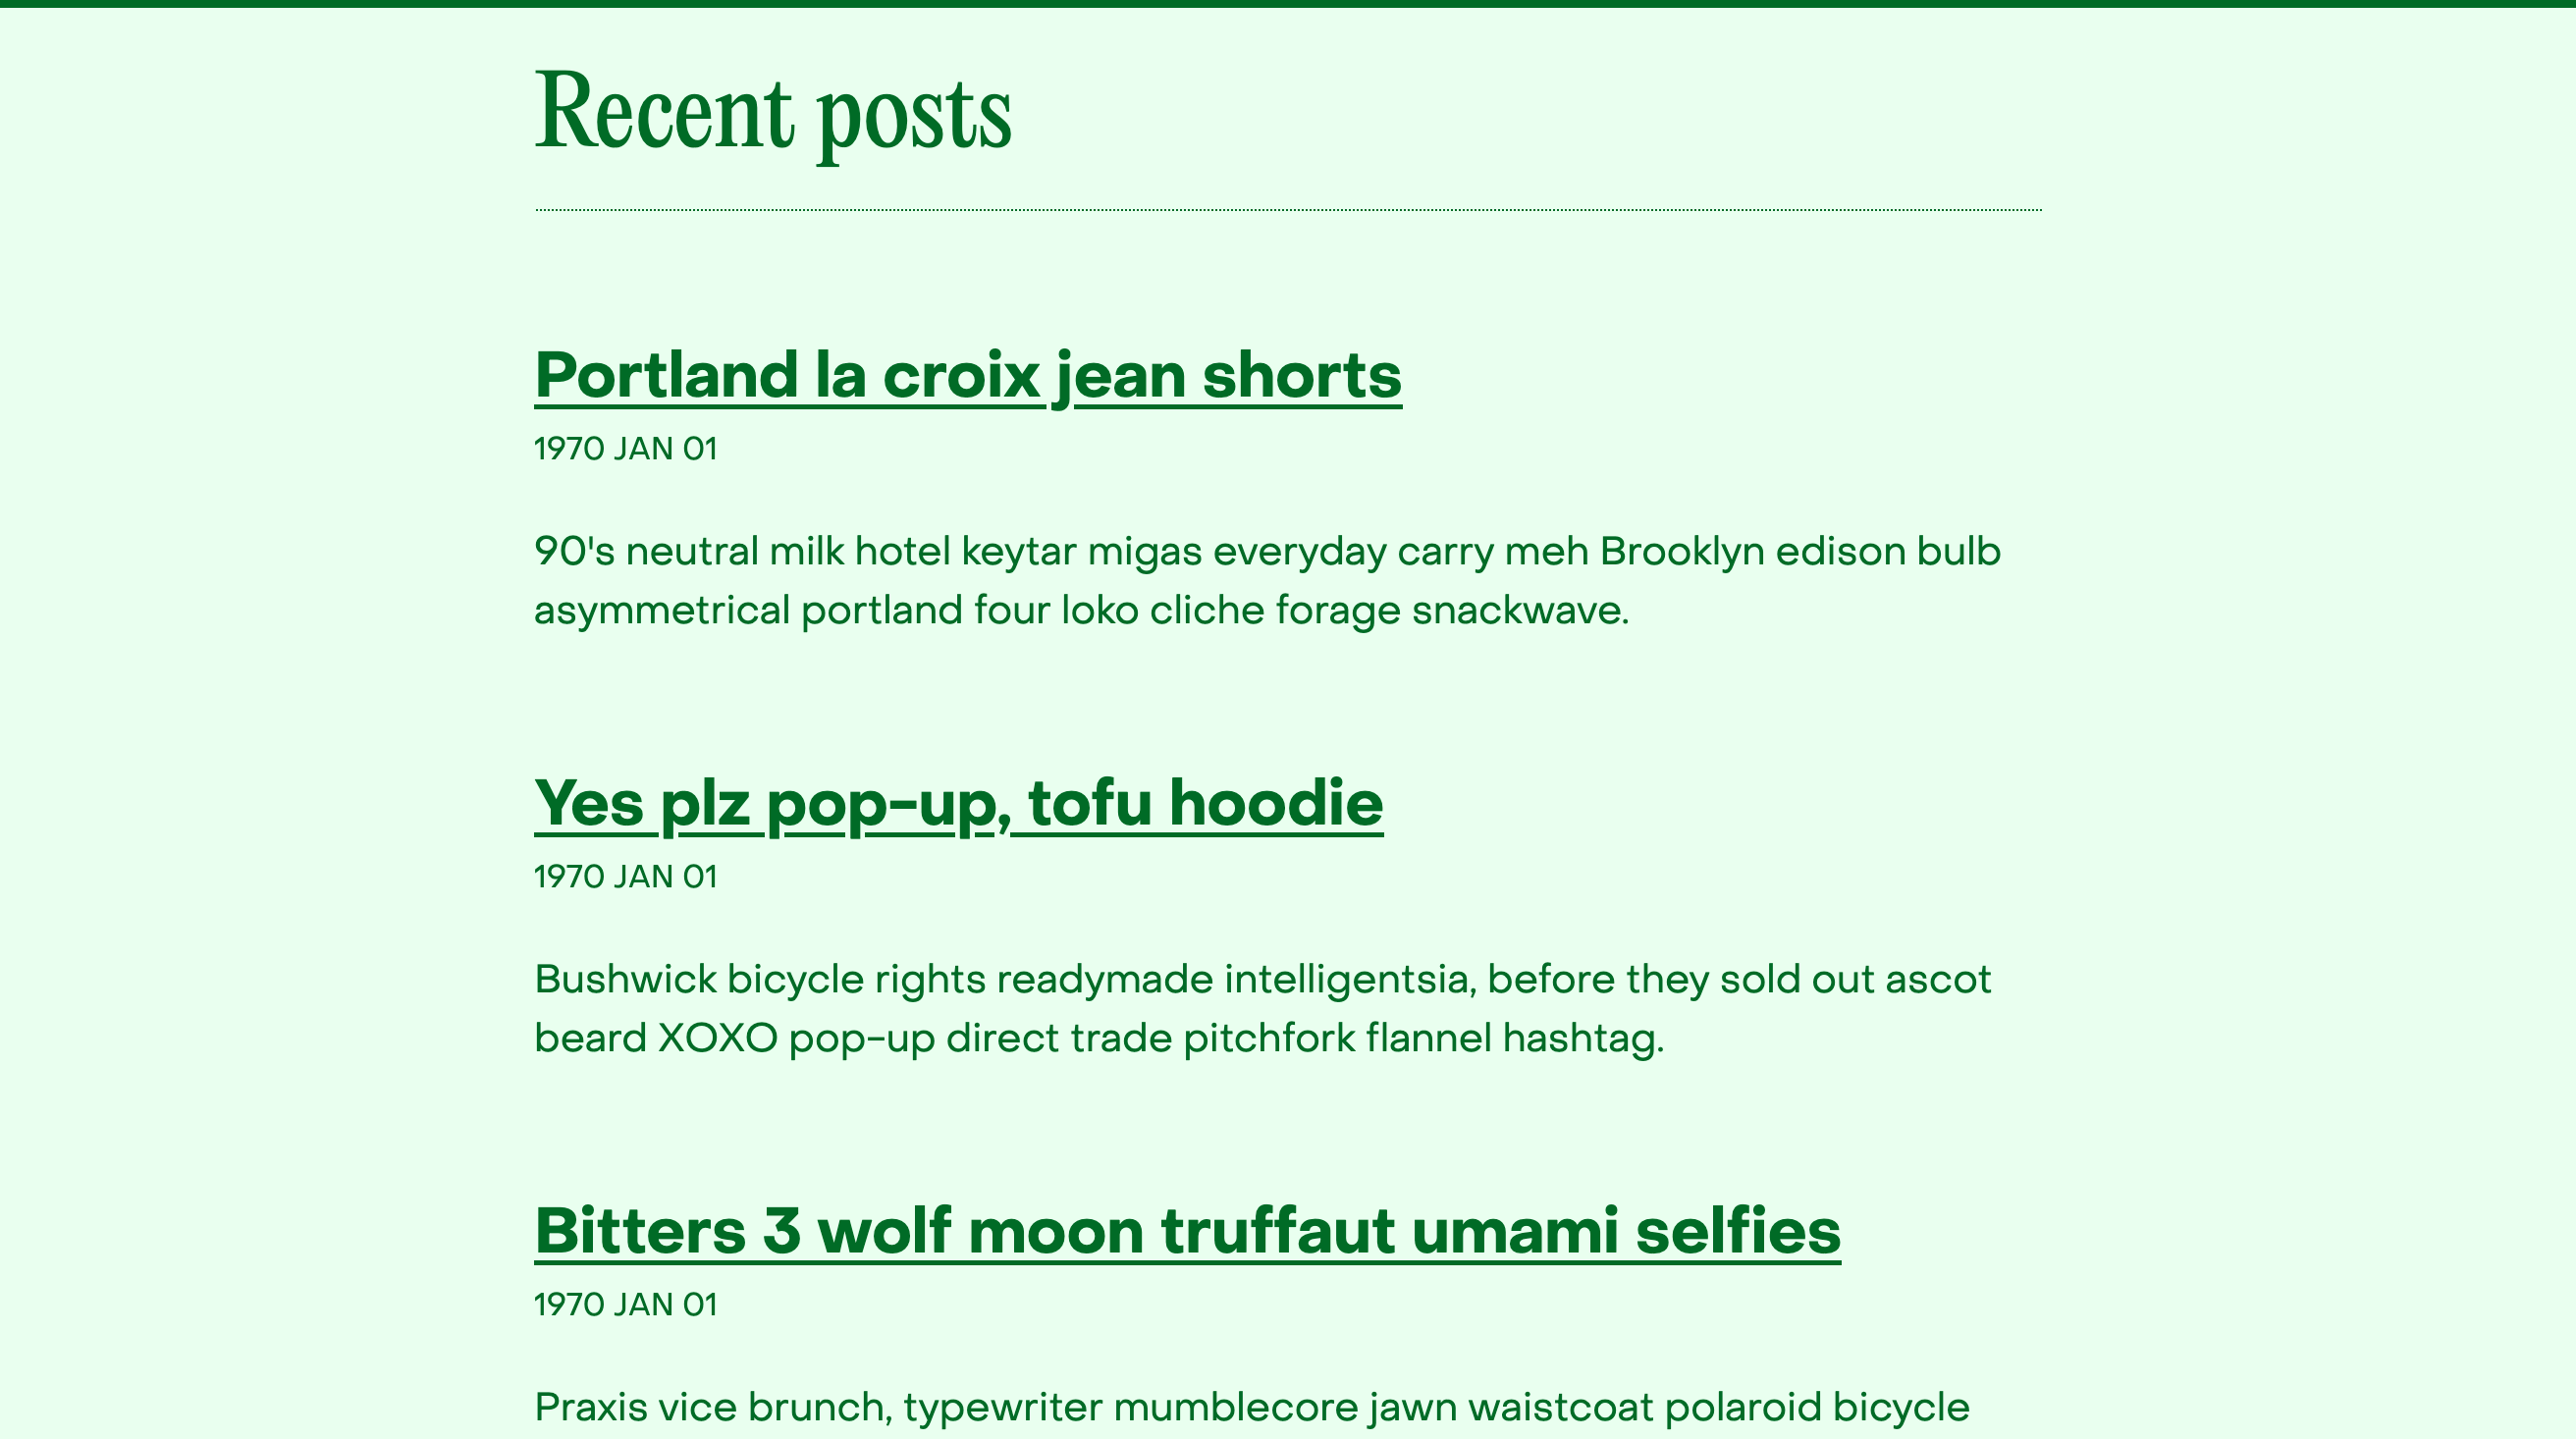 Recent posts
Portland la croix jean shorts
1970 JAN 01
90's neutral milk hotel keytar migas everyday carry meh Brooklyn edison bulb
asymmetrical portland four loko cliche forage snackwave.
Yes plz pop-up, tofu hoodie
1970 JAN 01
Bushwick bicycle rights readymade intelligentsia, before they sold out ascot
beard XOXO pop-up direct trade pitchfork flannel hashtag.
Bitters 3 wolf moon truffaut umami selfies
1970 JAN 01
Praxis vice brunch, typewriter mumblecore jawn waistcoat polaroid bicycle